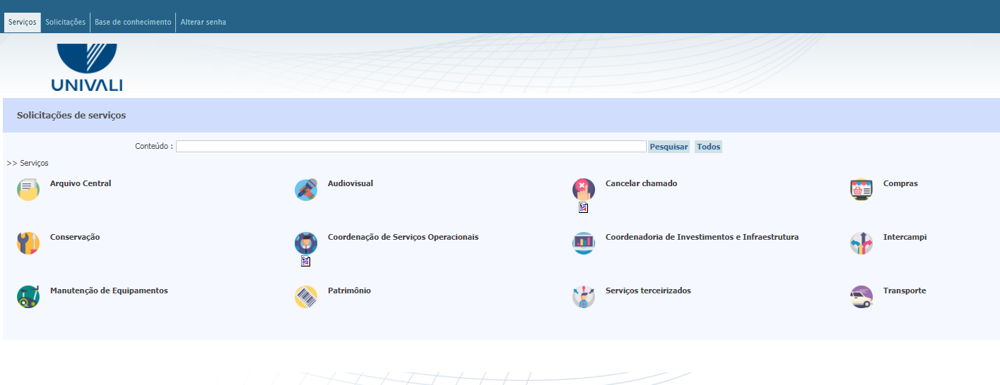 Serviços Solicitações Base de conhecimento Alterar senha
UNIVALI
Solicitações de serviços
Conteúdo : Pesquisar Todos
>> Serviços
Arquivo Central Audiovisual Cancelar chamado Compras
Conservação Coordenação de Serviços Operacionais Coordenadoria de Investimentos e Infraestrutura Intercampi
Manutenção de Equipamentos Patrimônio Serviços terceirizados Transporte